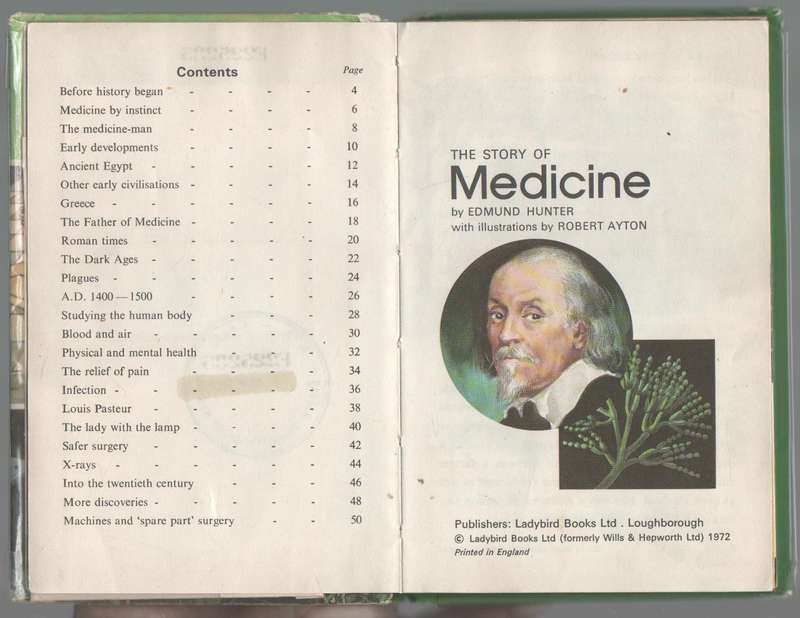 Contents Page
Before history began - - - - 4
Medicine by instinct - - - - 6
The medicine-man - - - - 8
Early developments - - - - 10
Ancient Egypt - - - - - 12
Other early civilisations - - - - 14
Greece - - - - - - 16
The Father of Medicine - - - - 18
Roman times - - - - - 20
The Dark Ages - - - - - 22
Plagues - - - - - - 24
A.D. 1400—1500 - - - - 26
Studying the human body - - - 28
Blood and air - - - - - 30
Physical and mental health - - - 32
The relief of pain - - - - 34
Infection - - - - - - 36
Louis Pasteur - - - - - 38
The lady with the lamp - - - - 40
Safer surgery - - - - - 42
X-rays - - - - - - 44
Into the twentieth century - - - 46
More discoveries - - - - - 48
Machines and ‘spare part’ surgery - - 50
THE STORY OF
Medicine
by EDMUND HUNTER
with illustrations by ROBERT AYTON
Publishers: Ladybird Books Ltd . Loughborough
© Ladybird Books Ltd (formerly Wills & Hepworth Ltd) 1972
Printed in England